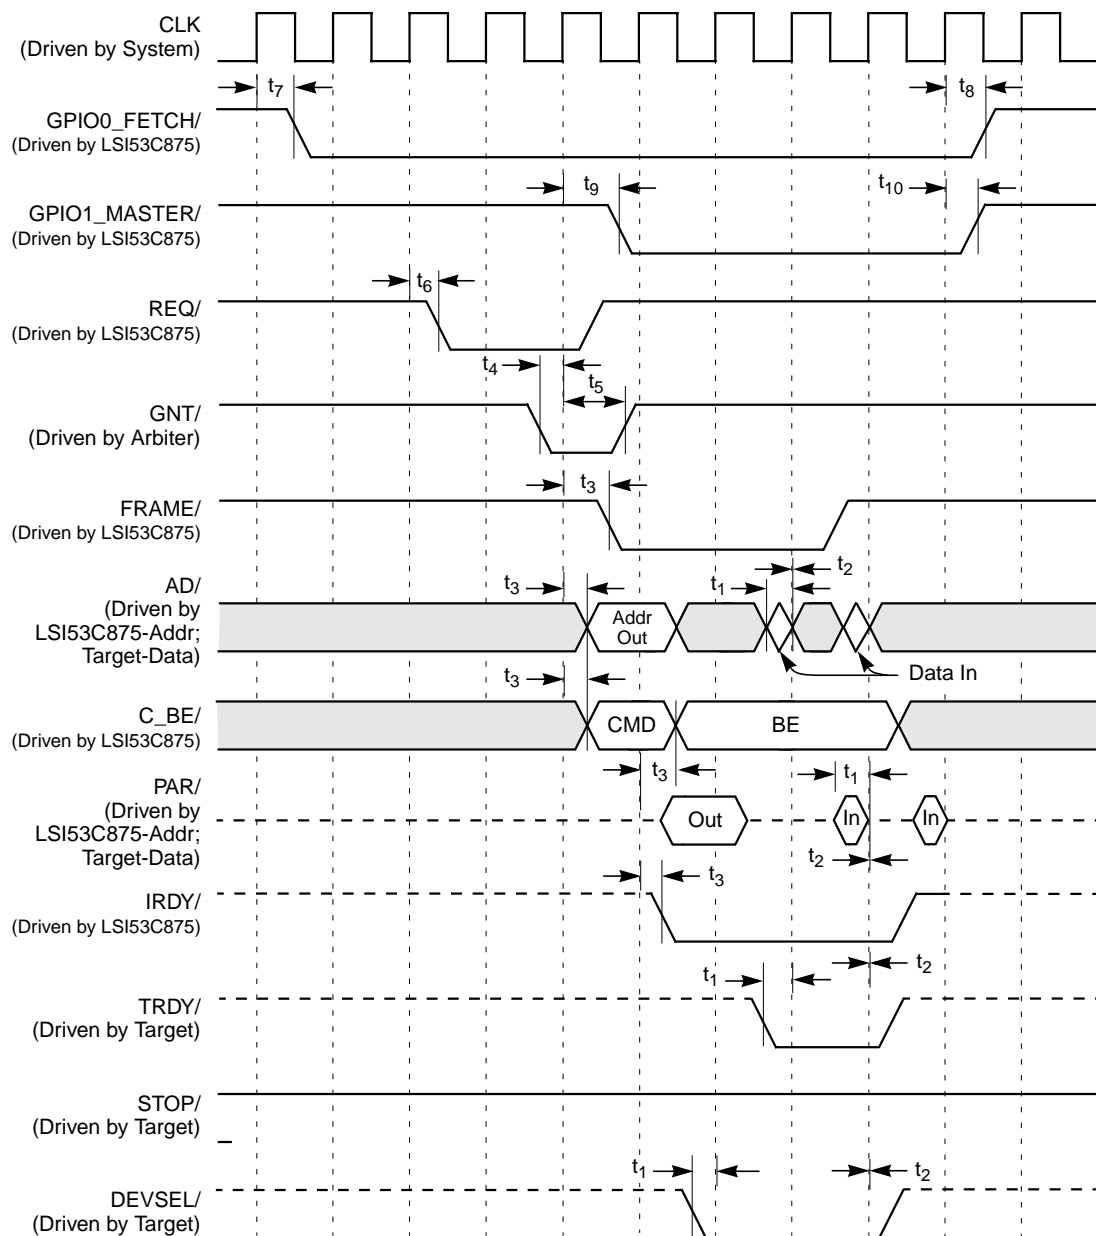 CLK
(Driven by System)
t7
t8
GPIO0_FETCH/
(Driven by LSI53C875)
t9
t10
GPIO1_MASTER/
(Driven by LSI53C875)
t6
REQ/
(Driven by LSI53C875)
t4
t5
GNT/
(Driven by Arbiter)
t3
FRAME/
(Driven by LSI53C875)
t3
t1
t2
AD/
(Driven by
LSI53C875-Addr;
Target-Data)
Addr
Out
Data In
t3
C_BE/
(Driven by LSI53C875)
CMD
BE
t3
t1
PAR/
(Driven by
LSI53C875-Addr;
Target-Data)
Out
In
In
t2
t3
IRDY/
(Driven by LSI53C875)
t1
t2
TRDY/
(Driven by Target)
STOP/
(Driven by Target)
t1
t2
DEVSEL/
(Driven by Target)